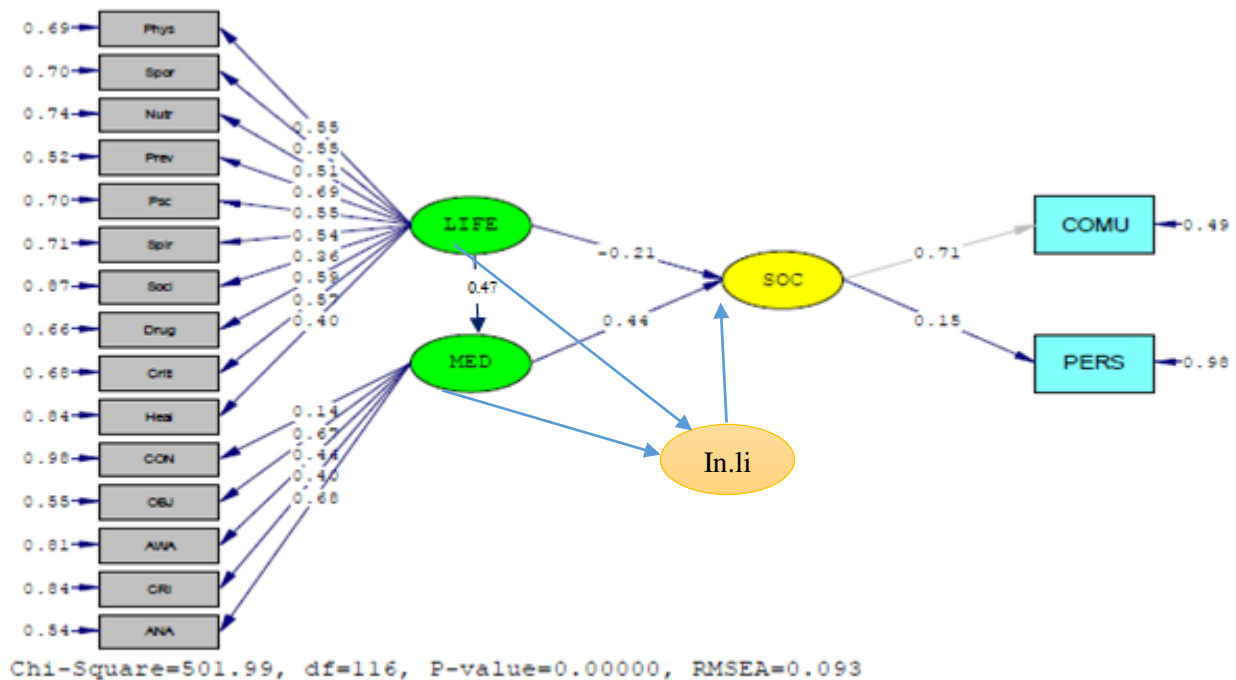 0.69 Phys
0.70 Spor
0.74 Nutr
0.52 Prev
0.70 Psc
0.71 Spir
0.87 Soci
0.66 Drug
0.68 Crit
0.84 Heal
0.98 CON
0.55 OBJ
0.81 AWA
0.84 CRI
0.54 ANA
0.55
0.55
0.51
0.69
0.55
0.54
0.36
0.59
0.57
0.40
0.14
0.67
0.44
0.40
0.68
LIFE
0.47
MED
-0.21
0.44
SOC
In.li
0.71
0.15
COMU 0.49
PERS 0.98
Chi-Square=501.99, df=116, P-value=0.00000, RMSEA=0.093